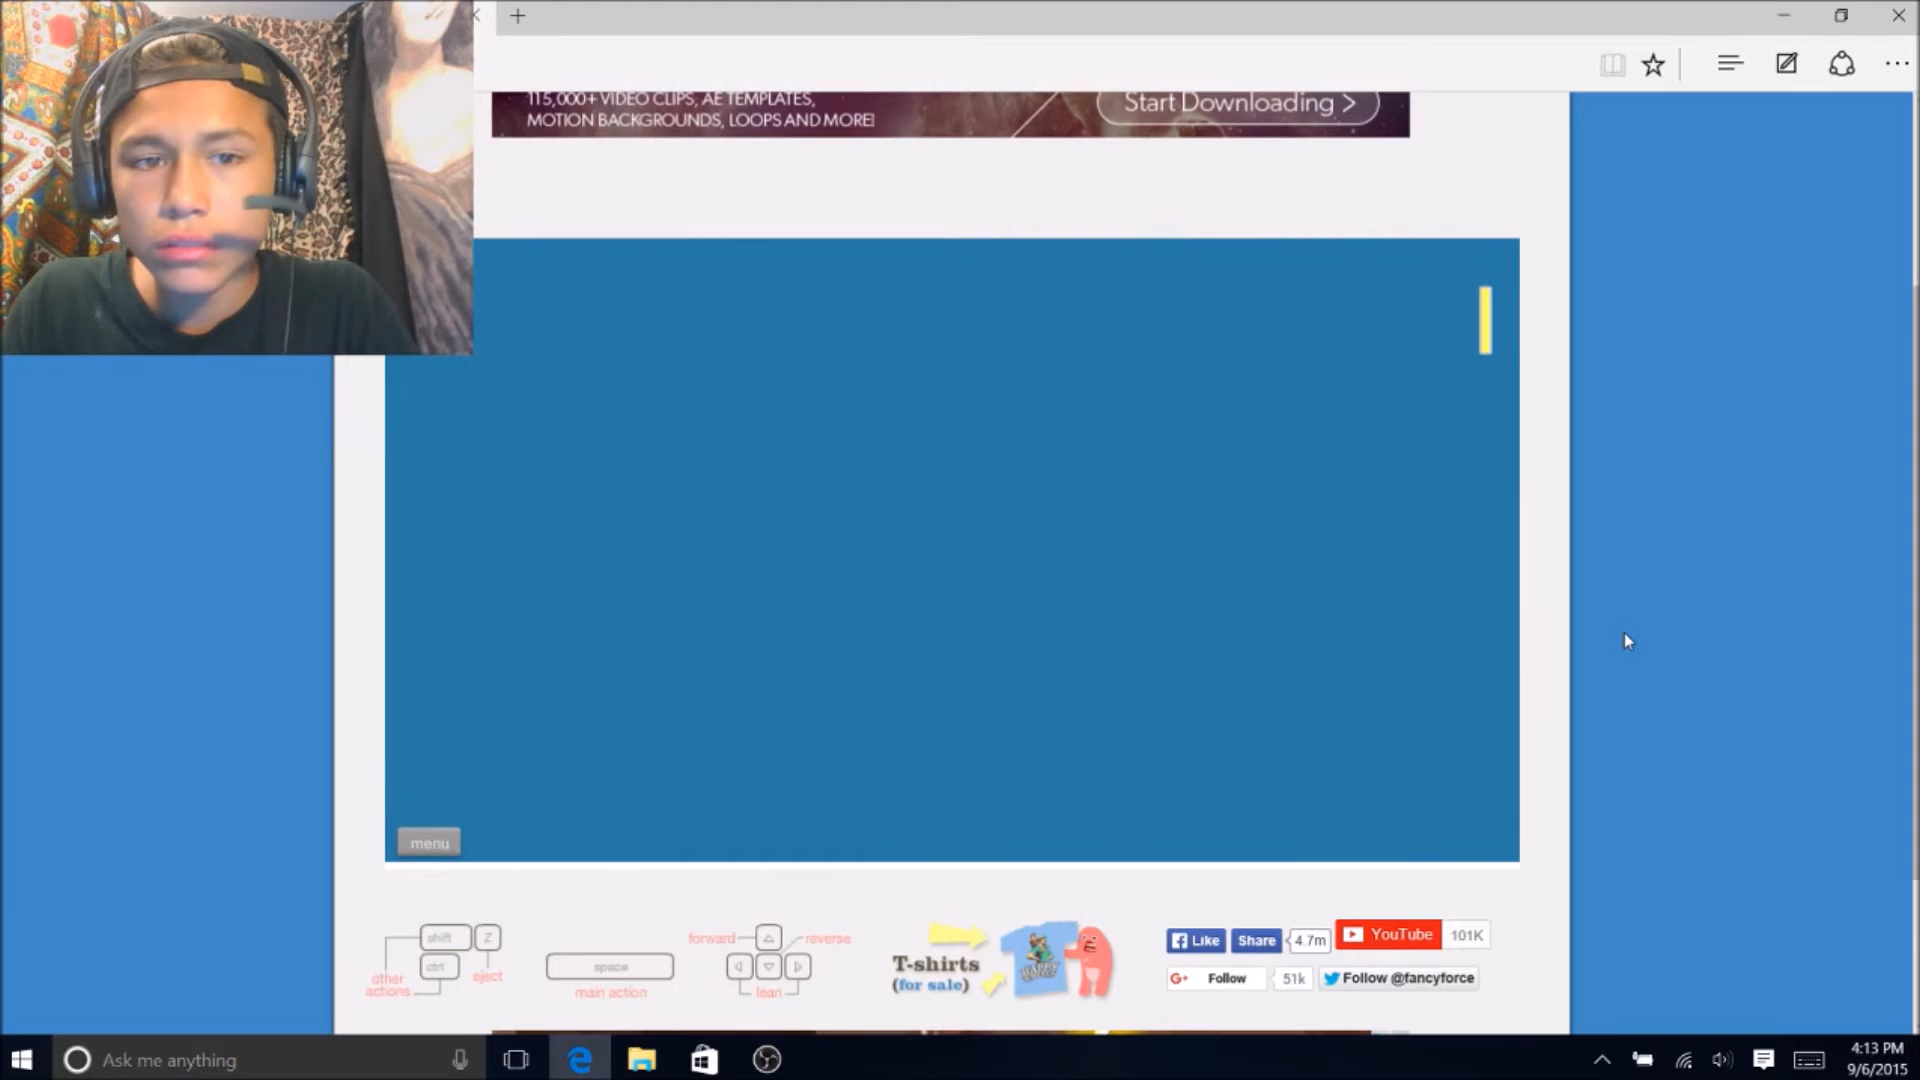 115,000+ VIDEO CLIPS, AE TEMPLATES,
MOTION BACKGROUNDS, LOOPS AND MORE!
Start Downloading >
menu
shift
Z
ctrl
other
actions
eject
space
main action
forward
reverse
lean
T-shirts
(for sale)
Like
Share
4.7m
YouTube
101K
G+ Follow
51k
Follow @fancyforce
Ask me anything
4:13 PM
9/6/2015